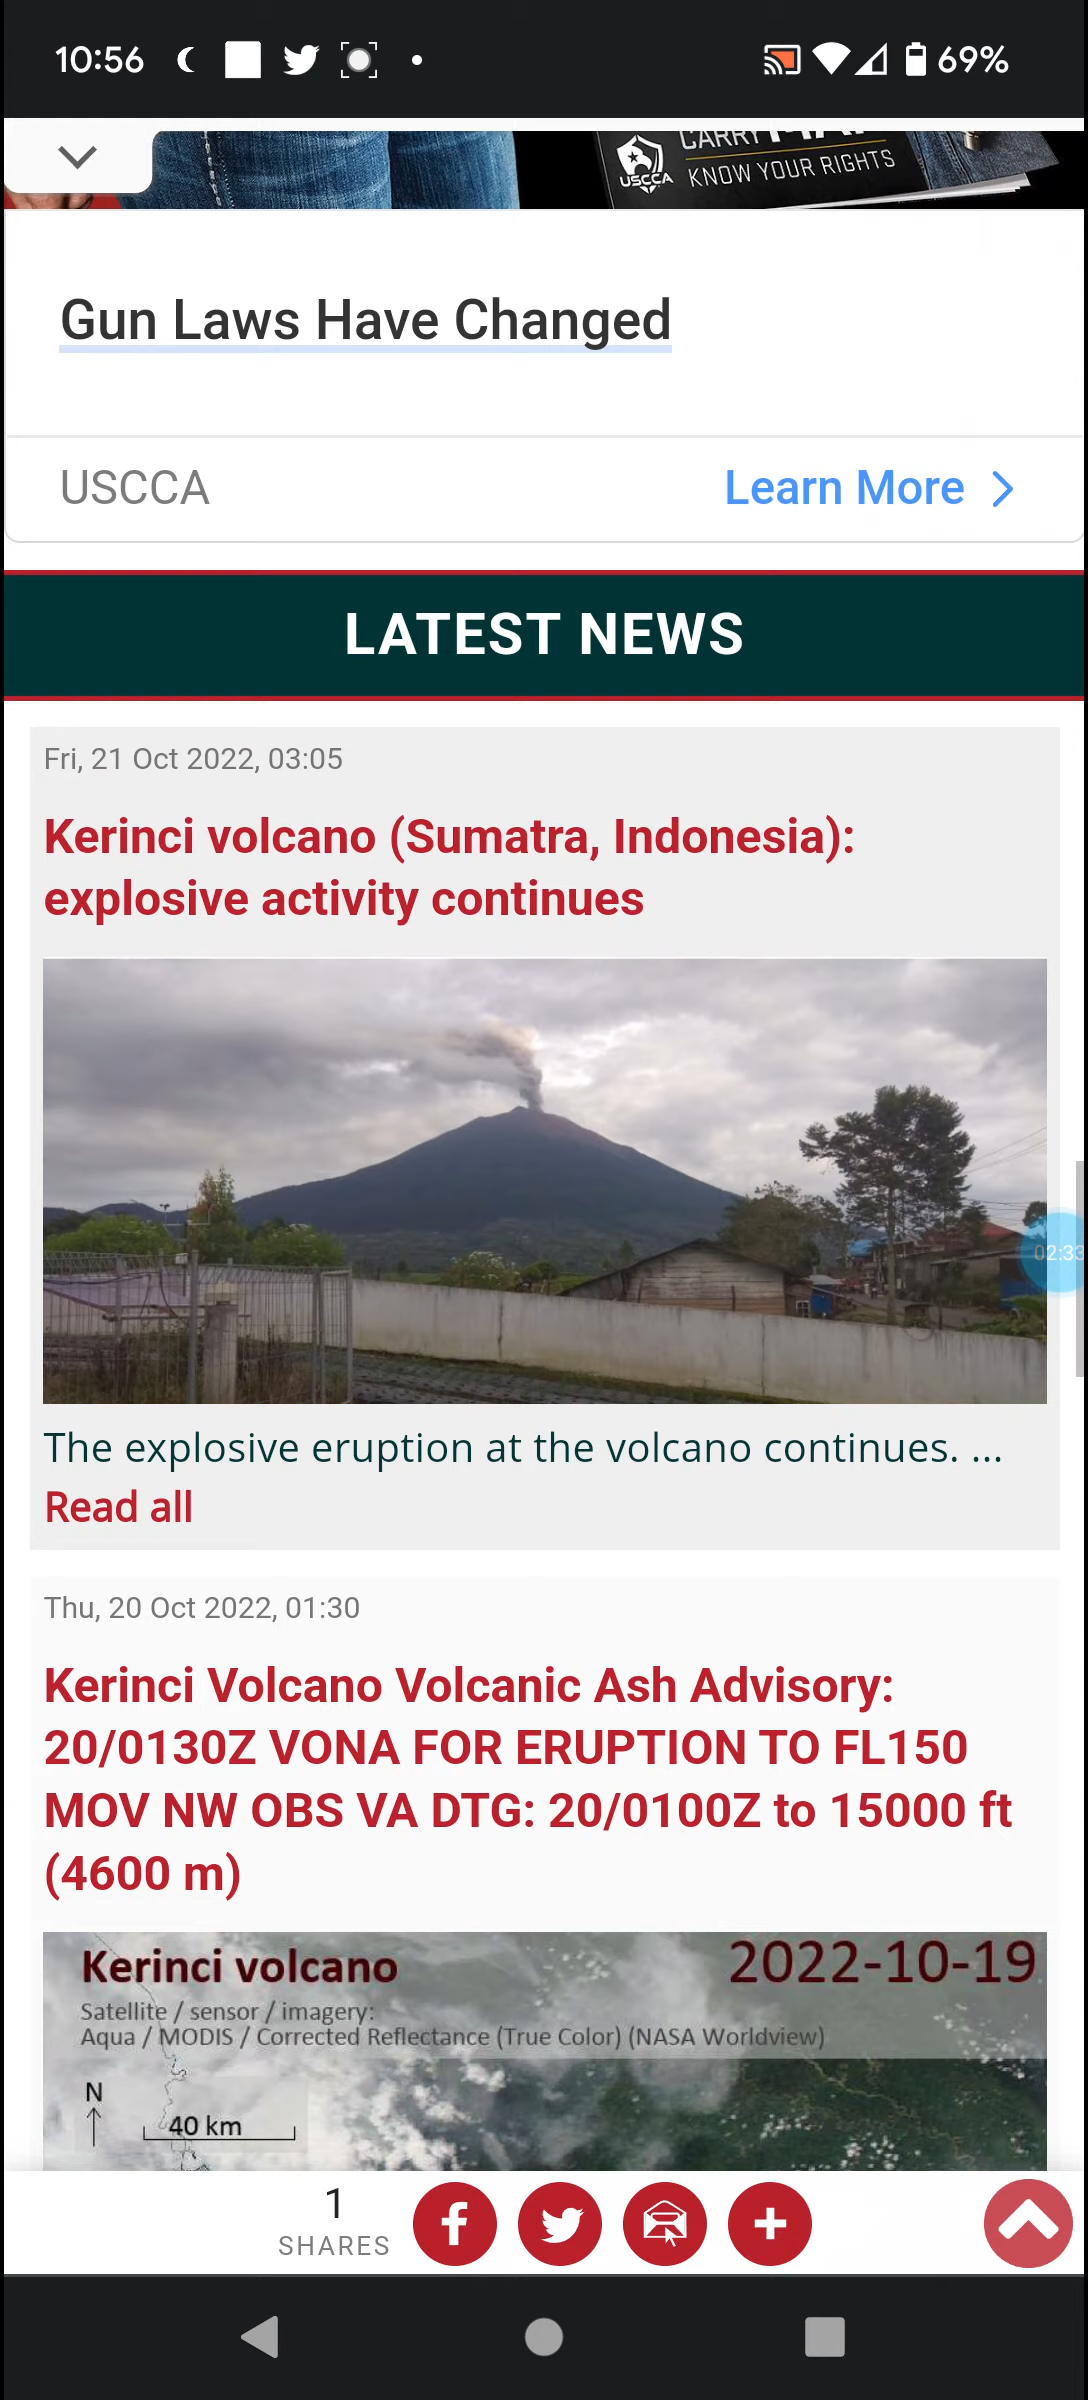 10:56
69%
CARRY
USCCA
KNOW YOUR RIGHTS
Gun Laws Have Changed
USCCA
Learn More
LATEST NEWS
Fri, 21 Oct 2022, 03:05
Kerinci volcano (Sumatra, Indonesia):
explosive activity continues
02:33
The explosive eruption at the volcano continues. ...
Read all
Thu, 20 Oct 2022, 01:30
Kerinci Volcano Volcanic Ash Advisory:
20/0130Z VONA FOR ERUPTION TO FL150
MOV NW OBS VA DTG: 20/0100Z to 15000 ft
(4600 m)
Kerinci volcano
2022-10-19
Satellite / sensor / imagery:
Aqua / MODIS / Corrected Reflectance (True Color) (NASA Worldview)
N
40 km
1
SHARES